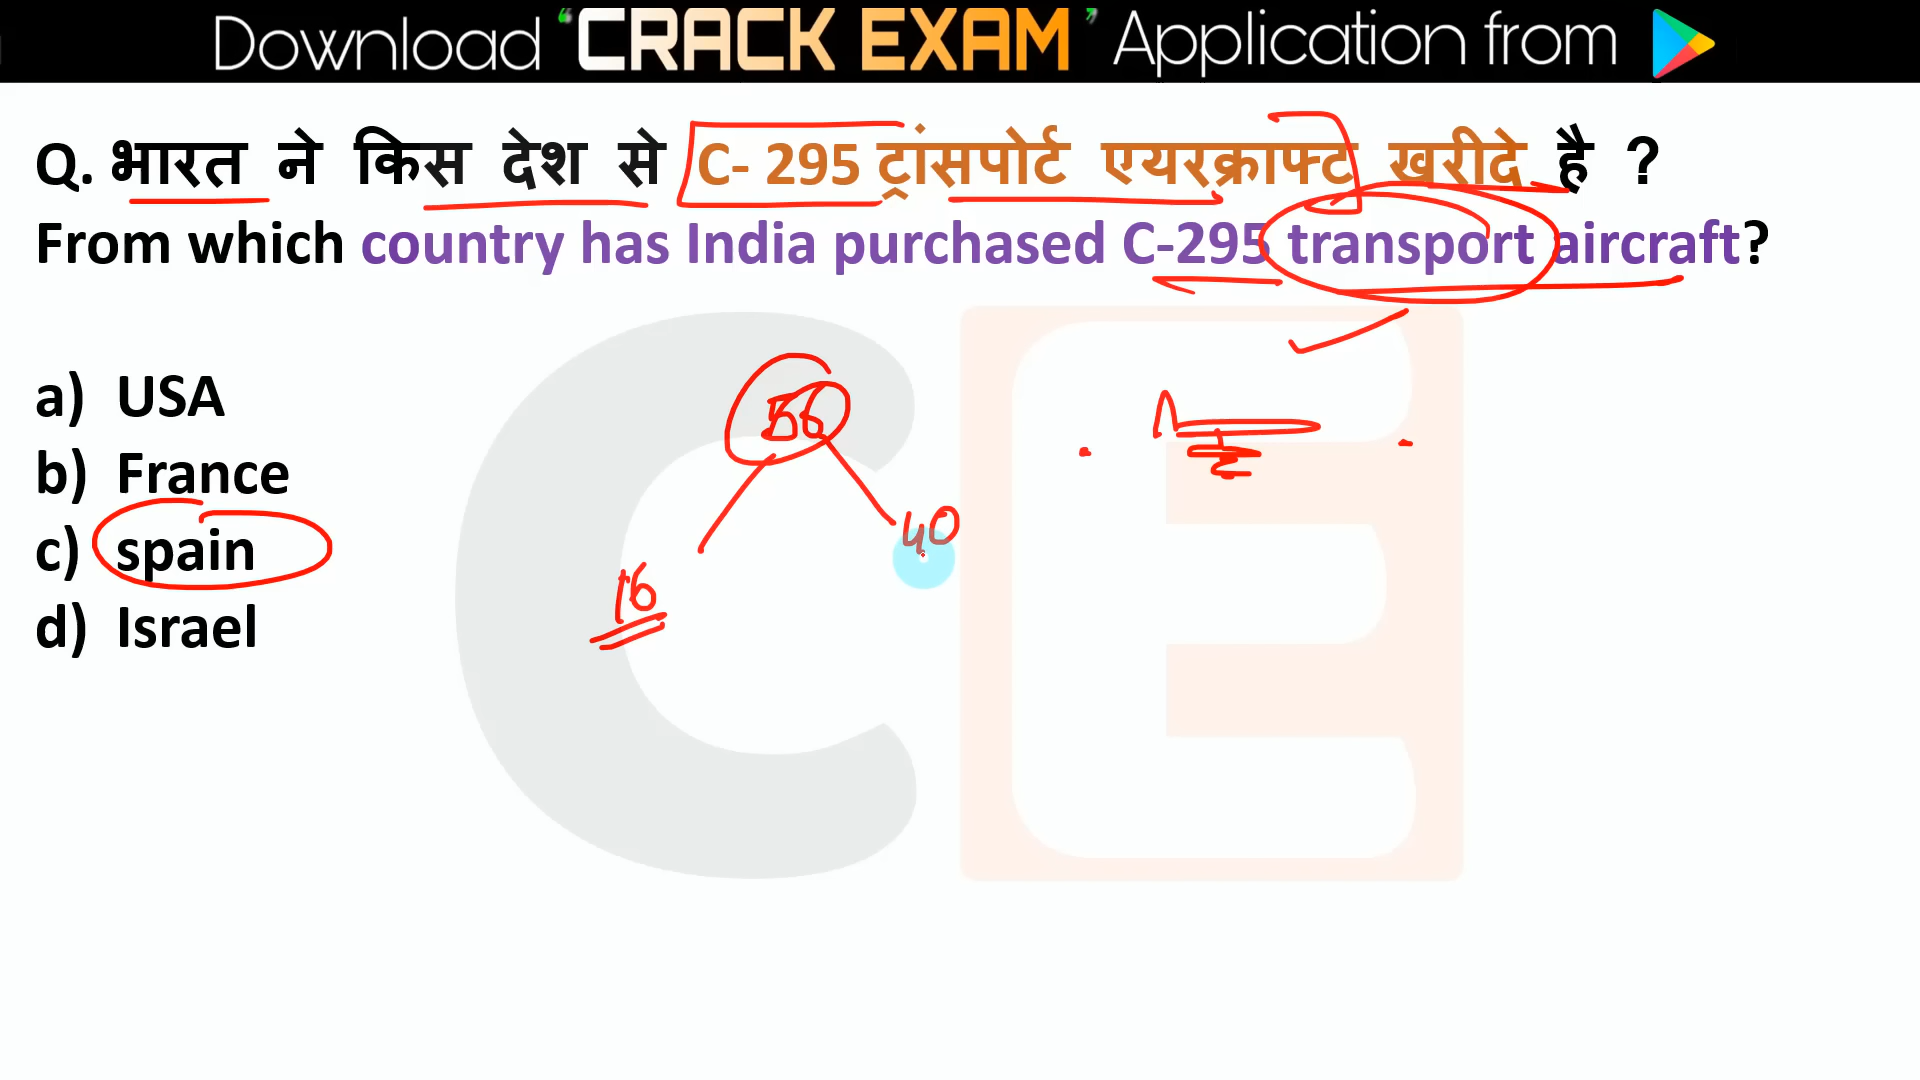 Download ‘CRACK EXAM’ Application from
Q. भारत ने किस देश से C- 295 ट्रांसपोर्ट एयरक्राफ्ट खरीदे है ?
From which country has India purchased C-295 transport aircraft?
a) USA
b) France
c) spain
d) Israel
56
16
40
CE